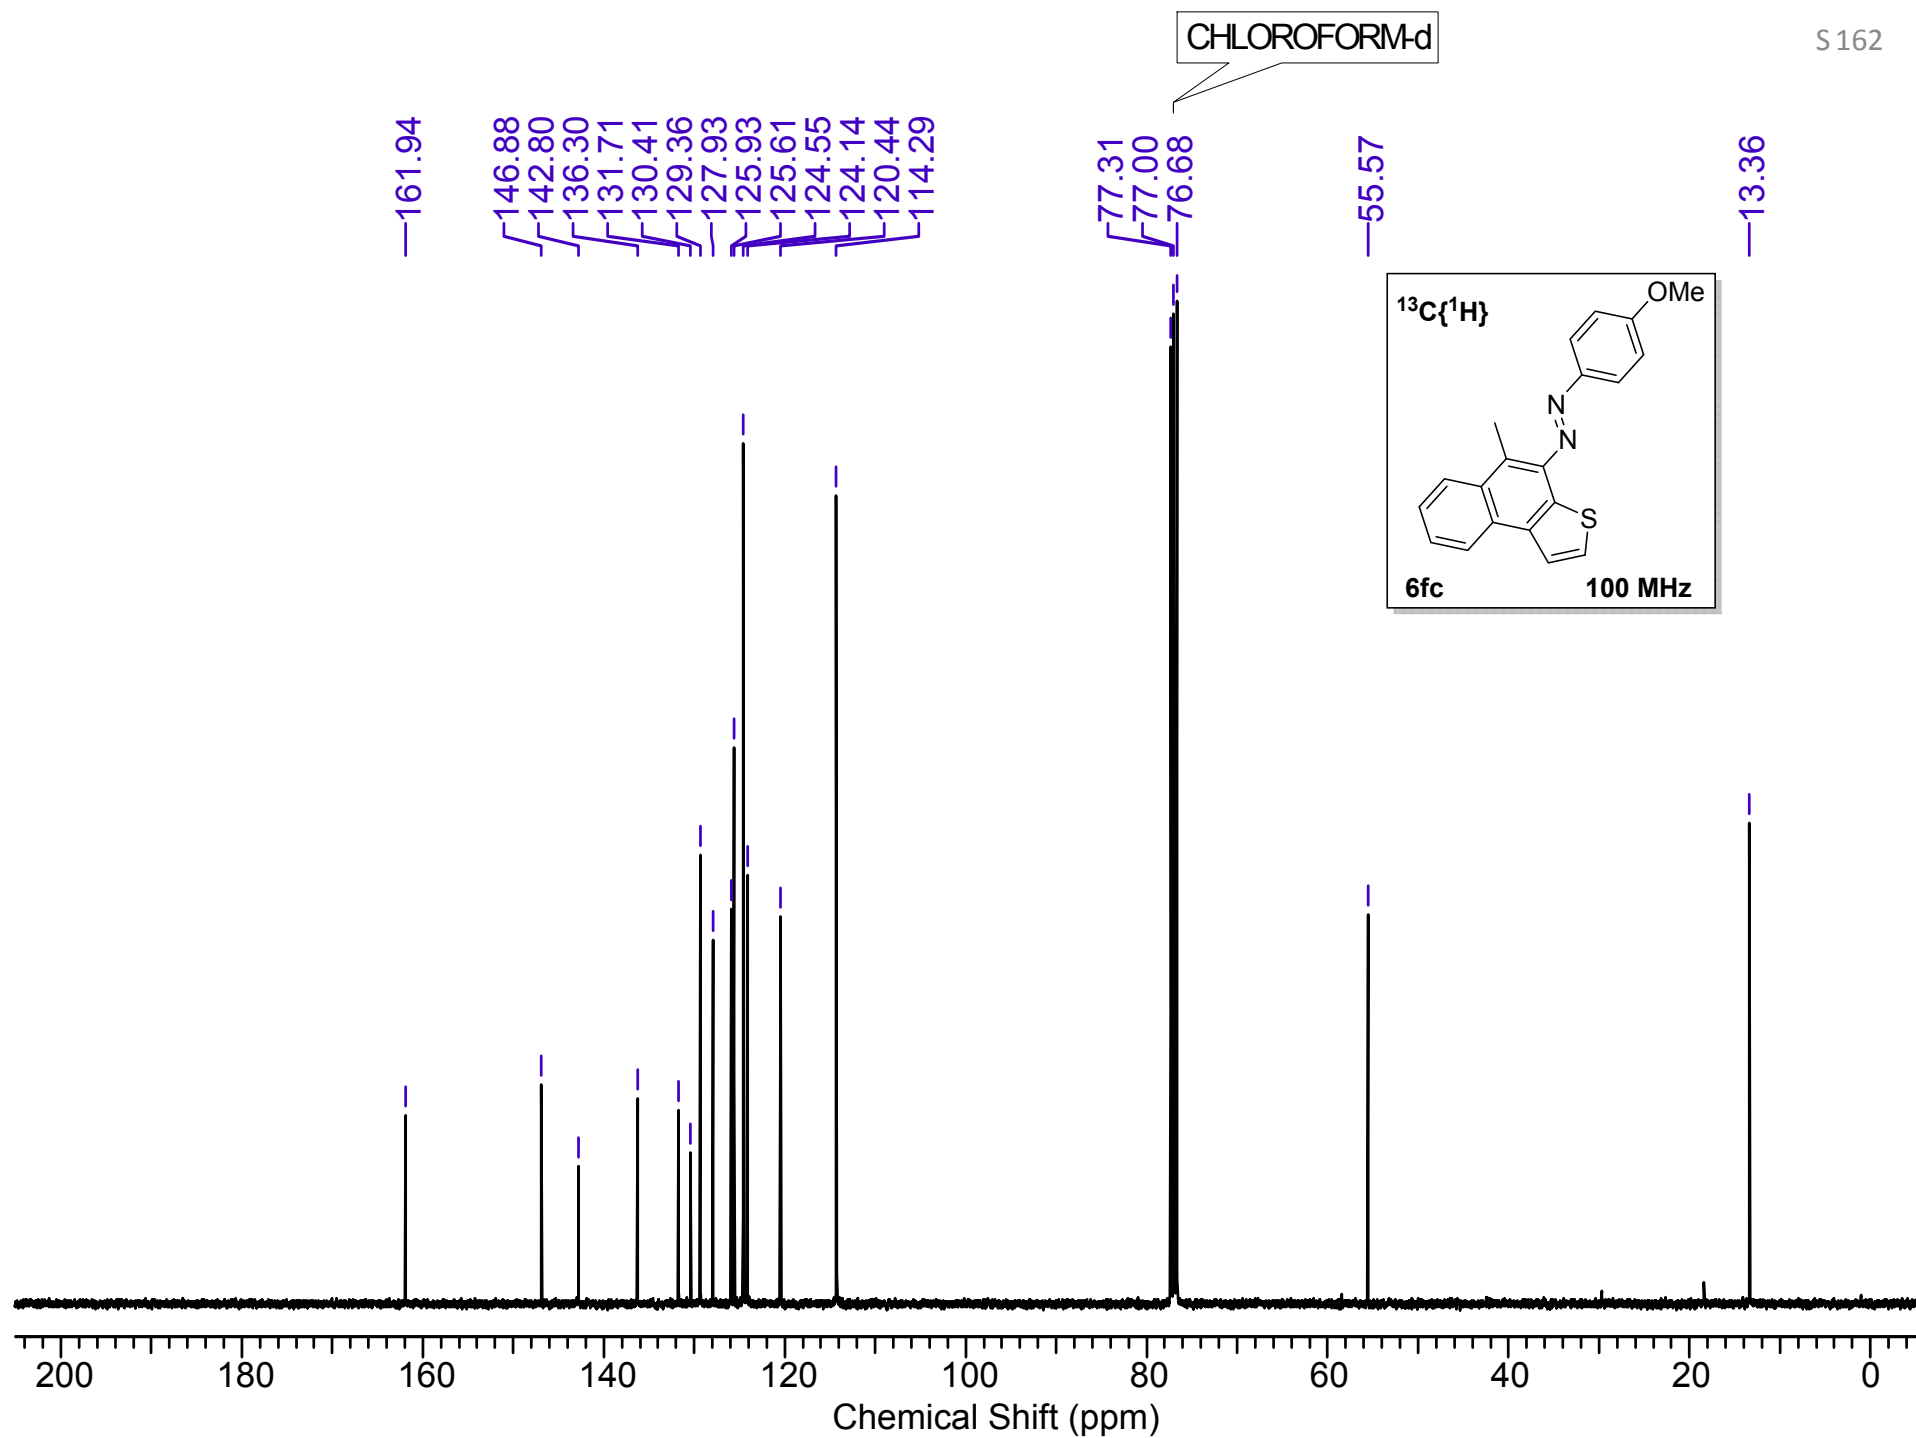 CHLOROFORM-d
S 162
161.94
146.88
142.80
136.30
131.71
130.41
129.36
127.93
125.93
125.61
124.55
124.14
120.44
114.29
77.31
77.00
76.68
55.57
13.36
13C{1H}
OMe
N
N
S
6fc 100 MHz
200 180 160 140 120 100 80 60 40 20 0
Chemical Shift (ppm)